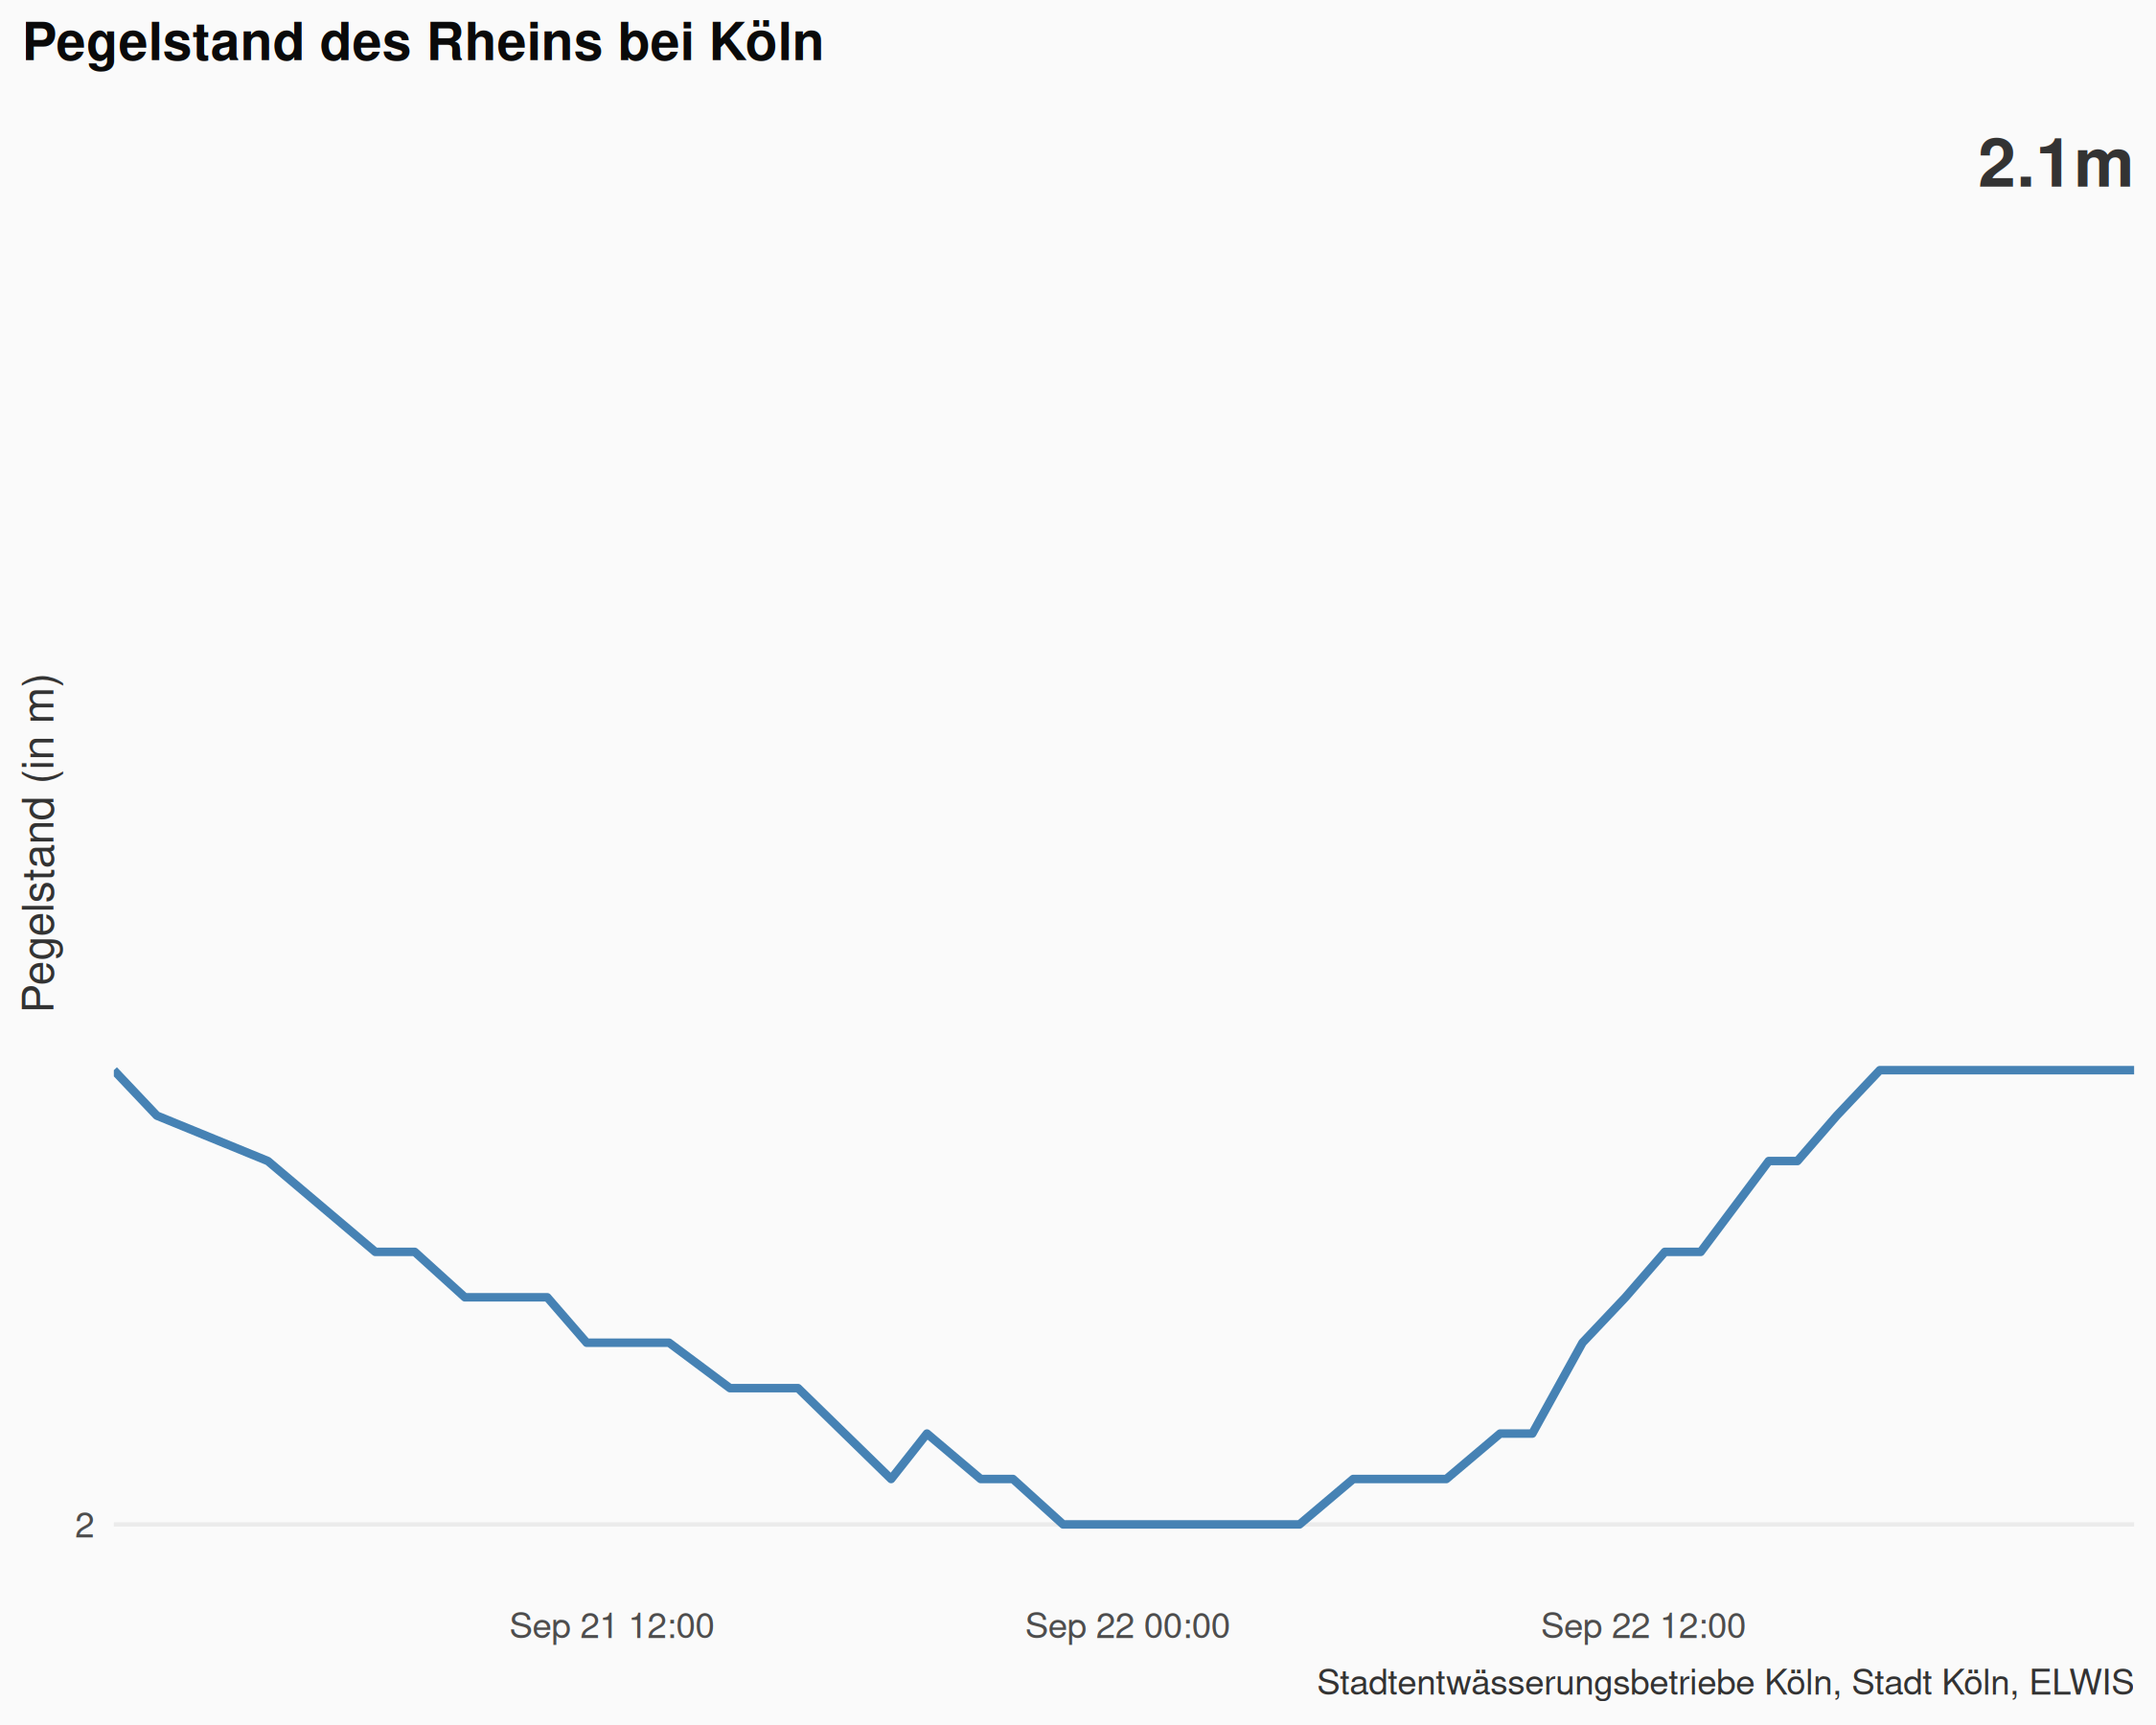 Pegelstand des Rheins bei Köln
2.1m
Pegelstand (in m)
2
Sep 21 12:00
Sep 22 00:00
Sep 22 12:00
Stadtentwässerungsbetriebe Köln, Stadt Köln, ELWIS